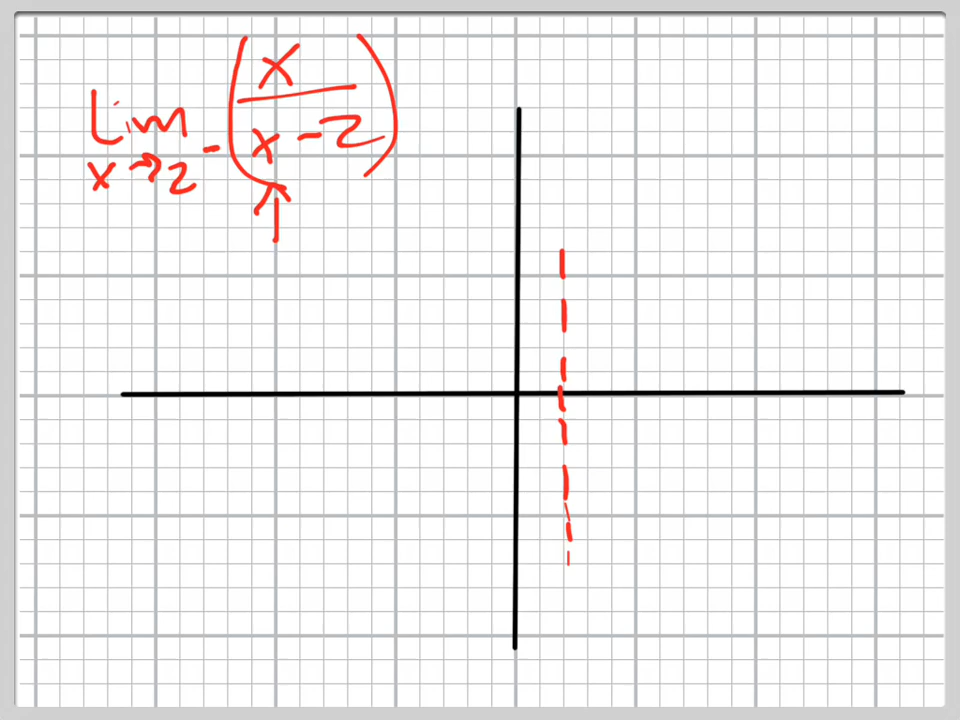 Lim x→2⁻ (x / (x − 2))